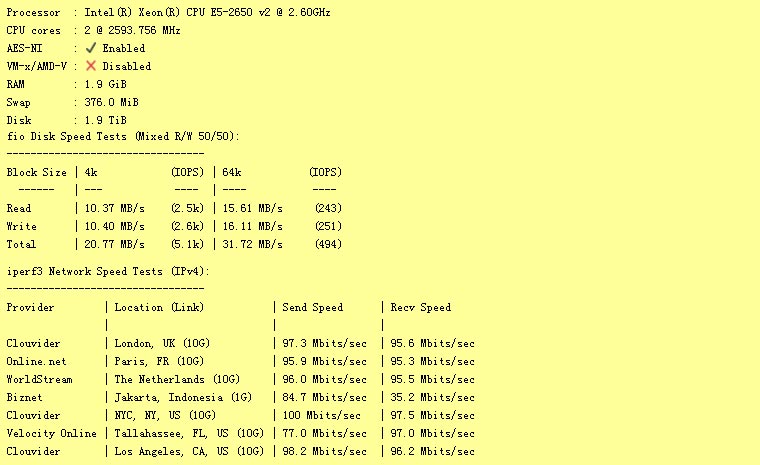 Processor  : Intel(R) Xeon(R) CPU E5-2650 v2 @ 2.60GHz
CPU cores  : 2 @ 2593.756 MHz
AES-NI     : ✔ Enabled
VM-x/AMD-V : ❌ Disabled
RAM        : 1.9 GiB
Swap       : 376.0 MiB
Disk       : 1.9 TiB
fio Disk Speed Tests (Mixed R/W 50/50):
---------------------------------
Block Size | 4k            (IOPS) | 64k           (IOPS)
  ------   | ---            ----  | ----           ----
Read       | 10.37 MB/s    (2.5k) | 15.61 MB/s     (243)
Write      | 10.40 MB/s    (2.6k) | 16.11 MB/s     (251)
Total      | 20.77 MB/s    (5.1k) | 31.72 MB/s     (494)
iperf3 Network Speed Tests (IPv4):
---------------------------------
Provider        | Location (Link)           | Send Speed      | Recv Speed
                |                           |                 |
Clouvider       | London, UK (10G)          | 97.3 Mbits/sec  | 95.6 Mbits/sec
Online.net      | Paris, FR (10G)           | 95.9 Mbits/sec  | 95.3 Mbits/sec
WorldStream     | The Netherlands (10G)     | 96.0 Mbits/sec  | 95.5 Mbits/sec
Biznet          | Jakarta, Indonesia (1G)   | 84.7 Mbits/sec  | 35.2 Mbits/sec
Clouvider       | NYC, NY, US (10G)         | 100 Mbits/sec   | 97.5 Mbits/sec
Velocity Online | Tallahassee, FL, US (10G) | 77.0 Mbits/sec  | 97.0 Mbits/sec
Clouvider       | Los Angeles, CA, US (10G) | 98.2 Mbits/sec  | 96.2 Mbits/sec